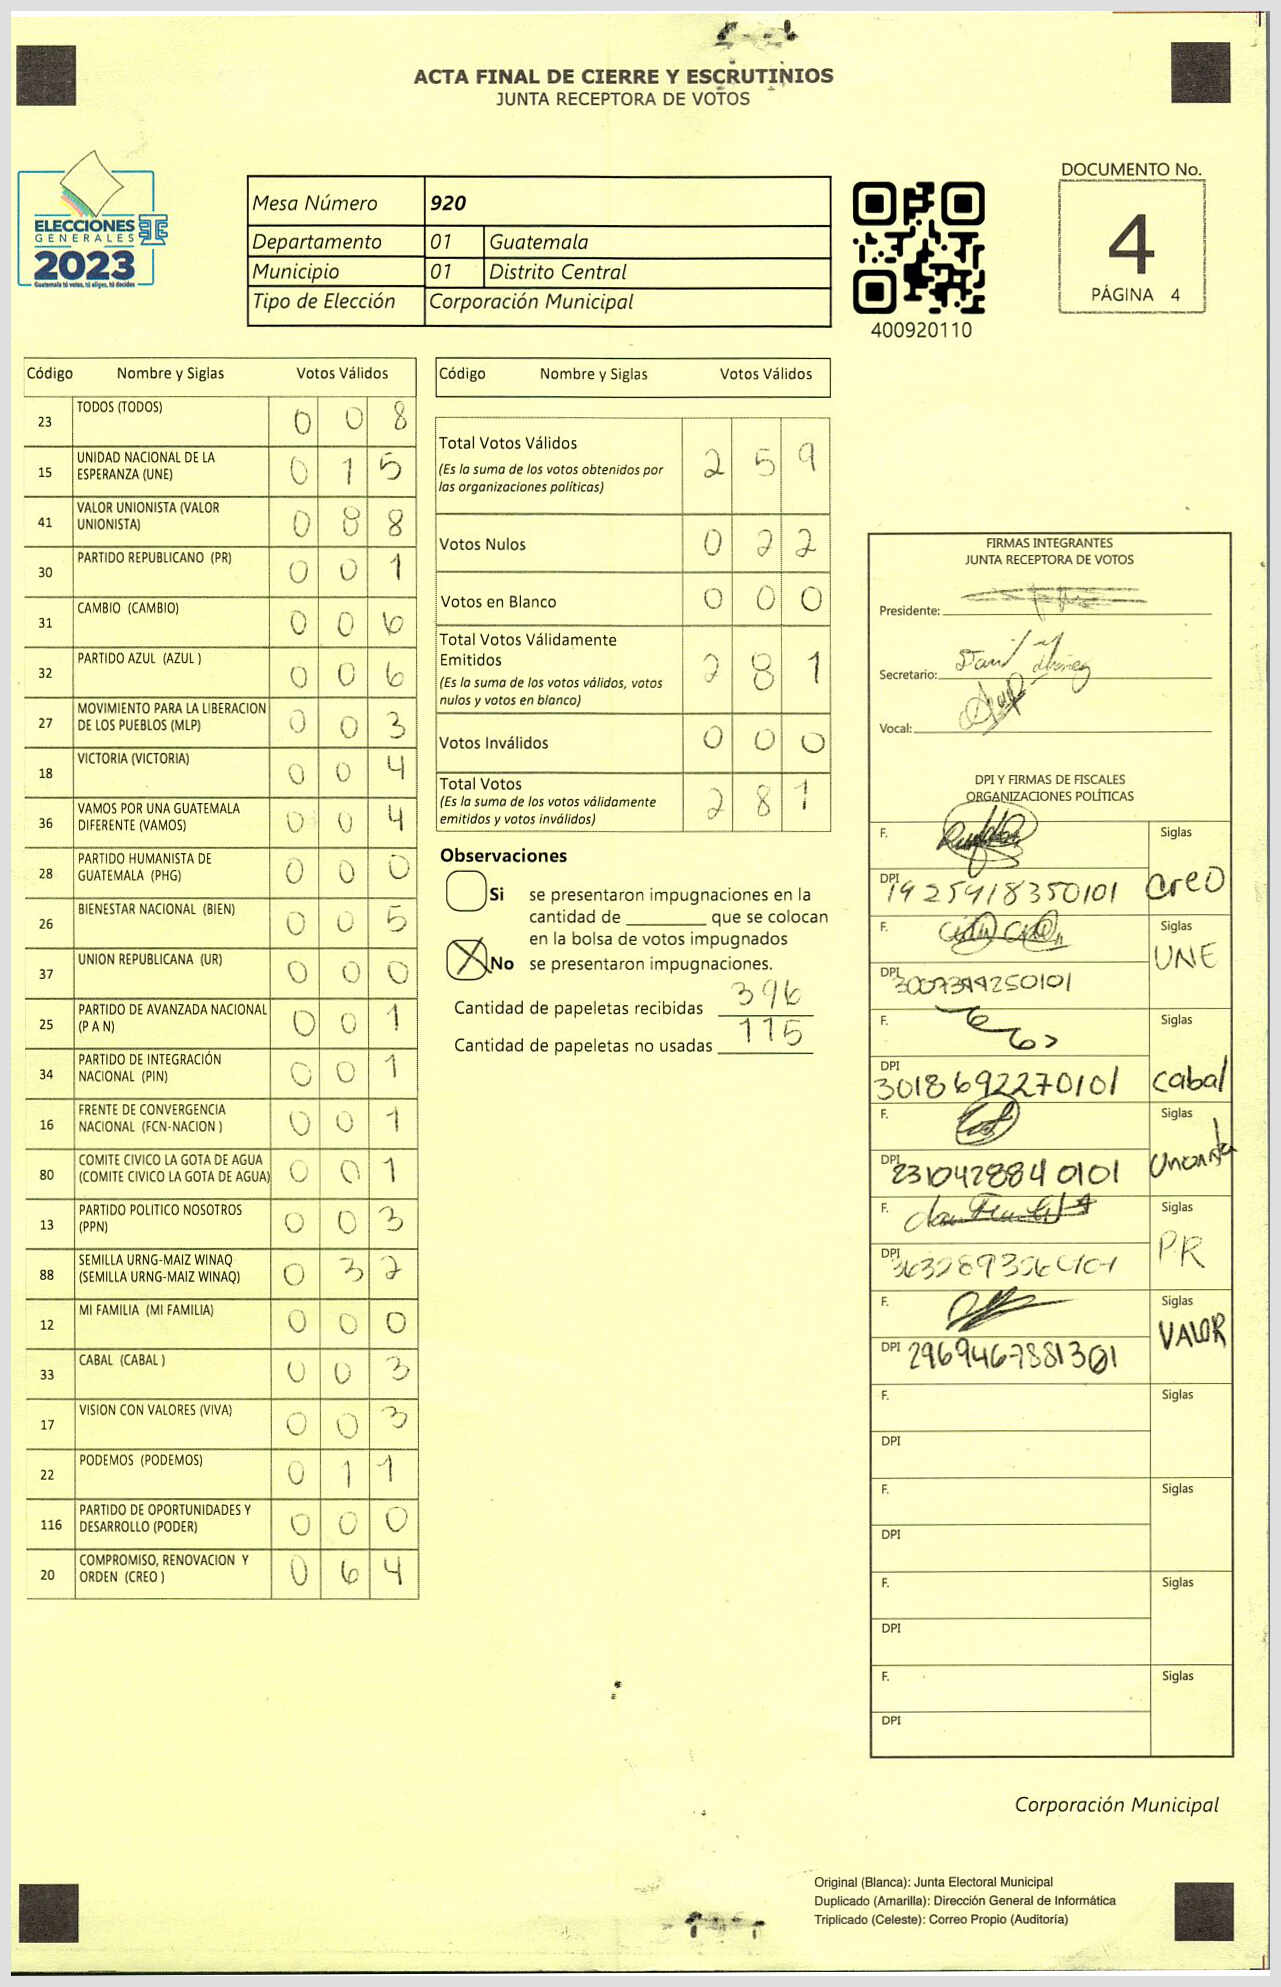 ACTA FINAL DE CIERRE Y ESCRUTINIOS
JUNTA RECEPTORA DE VOTOS
ELECCIONES
GENERALES
2023
Guatemala tú votas, tú eliges, tú decides
Mesa Número 920
Departamento 01 Guatemala
Municipio 01 Distrito Central
Tipo de Elección Corporación Municipal
400920110
DOCUMENTO No.
4
PÁGINA 4
Código Nombre y Siglas Votos Válidos
23 TODOS (TODOS) 0 0 8
15 UNIDAD NACIONAL DE LA ESPERANZA (UNE) 0 1 5
41 VALOR UNIONISTA (VALOR UNIONISTA) 0 8 8
30 PARTIDO REPUBLICANO (PR) 0 0 1
31 CAMBIO (CAMBIO) 0 0 6
32 PARTIDO AZUL (AZUL ) 0 0 6
27 MOVIMIENTO PARA LA LIBERACION DE LOS PUEBLOS (MLP) 0 0 3
18 VICTORIA (VICTORIA) 0 0 4
36 VAMOS POR UNA GUATEMALA DIFERENTE (VAMOS) 0 0 4
28 PARTIDO HUMANISTA DE GUATEMALA (PHG) 0 0 0
26 BIENESTAR NACIONAL (BIEN) 0 0 5
37 UNION REPUBLICANA (UR) 0 0 0
25 PARTIDO DE AVANZADA NACIONAL (P A N) 0 0 1
34 PARTIDO DE INTEGRACIÓN NACIONAL (PIN) 0 0 1
16 FRENTE DE CONVERGENCIA NACIONAL (FCN-NACION ) 0 0 1
80 COMITE CIVICO LA GOTA DE AGUA (COMITE CIVICO LA GOTA DE AGUA) 0 0 1
13 PARTIDO POLITICO NOSOTROS (PPN) 0 0 3
88 SEMILLA URNG-MAIZ WINAQ (SEMILLA URNG-MAIZ WINAQ) 0 3 2
12 MI FAMILIA (MI FAMILIA) 0 0 0
33 CABAL (CABAL ) 0 0 3
17 VISION CON VALORES (VIVA) 0 0 3
22 PODEMOS (PODEMOS) 0 1 1
116 PARTIDO DE OPORTUNIDADES Y DESARROLLO (PODER) 0 0 0
20 COMPROMISO, RENOVACION Y ORDEN (CREO ) 0 6 4
Código Nombre y Siglas Votos Válidos
Total Votos Válidos 2 5 9
(Es la suma de los votos obtenidos por
las organizaciones políticas)
Votos Nulos 0 2 2
Votos en Blanco 0 0 0
Total Votos Válidamente
Emitidos 2 8 1
(Es la suma de los votos válidos, votos
nulos y votos en blanco)
Votos Inválidos 0 0 0
Total Votos 2 8 1
(Es la suma de los votos válidamente
emitidos y votos inválidos)
Observaciones
Si se presentaron impugnaciones en la
cantidad de ________ que se colocan
en la bolsa de votos impugnados
No se presentaron impugnaciones.
Cantidad de papeletas recibidas 396
Cantidad de papeletas no usadas 115
FIRMAS INTEGRANTES
JUNTA RECEPTORA DE VOTOS
Presidente:
Secretario:
Vocal:
DPI Y FIRMAS DE FISCALES
ORGANIZACIONES POLÍTICAS
F. Siglas
DPI 1925918350101 creo
F. Siglas
DPI UNE
F. Siglas
DPI 3018692270101 cabal
F. Siglas
DPI 2310428840101
F. Siglas
DPI PR
F. Siglas
DPI VALOR
F. Siglas
DPI
F. Siglas
DPI
F. Siglas
DPI
F. Siglas
DPI
Corporación Municipal
Original (Blanca): Junta Electoral Municipal
Duplicado (Amarilla): Dirección General de Informática
Triplicado (Celeste): Correo Propio (Auditoría)